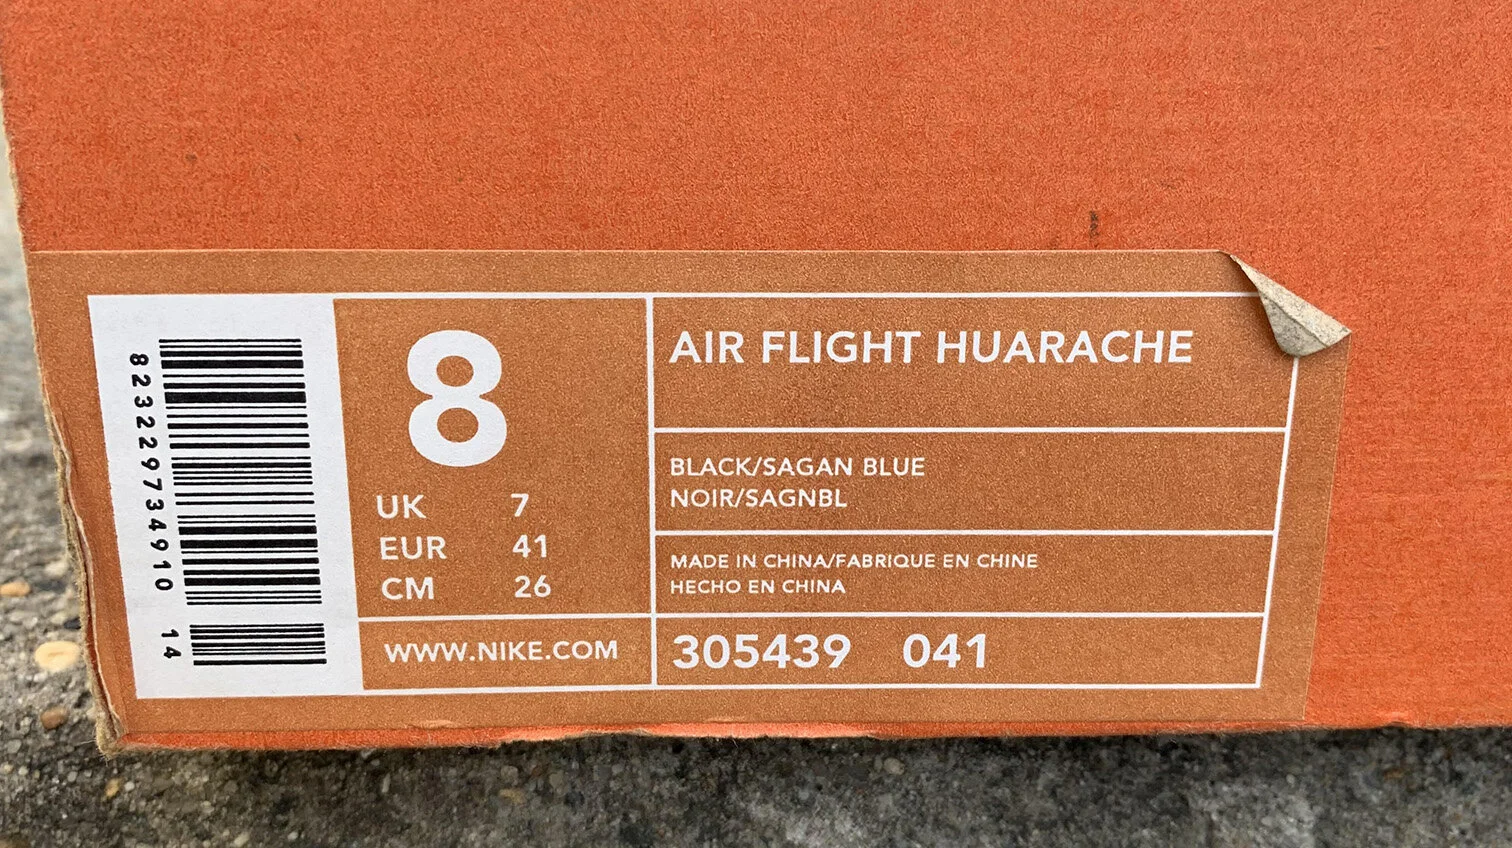 823229734910 14
8
UK 7
EUR 41
CM 26
WWW.NIKE.COM
AIR FLIGHT HUARACHE
BLACK/SAGAN BLUE
NOIR/SAGNBL
MADE IN CHINA/FABRIQUE EN CHINE
HECHO EN CHINA
305439 041